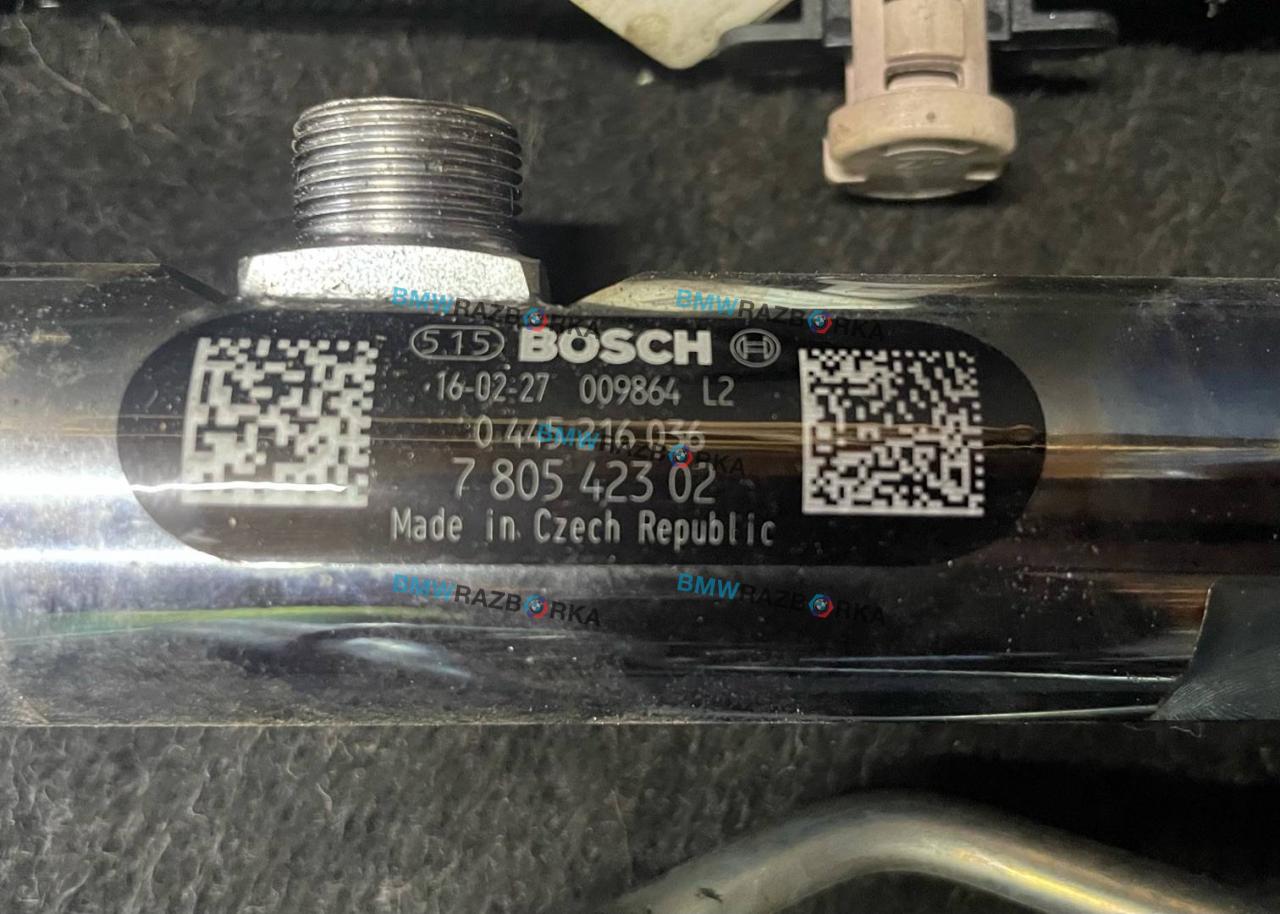 BMWRAZBORKA BMWRAZBORKA
5.15 BOSCH
16-02-27 009864 L2
0 445 216 036
BMWRAZBORKA
7 805 423 02
Made in Czech Republic
BMWRAZBORKA BMWRAZBORKA